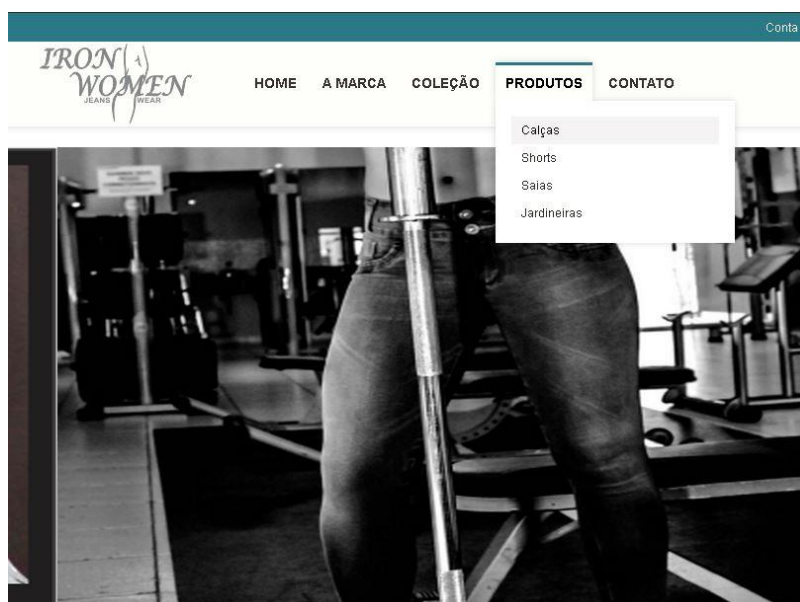 Conta
IRON
WOMEN
JEANS WEAR
HOME A MARCA COLEÇÃO PRODUTOS CONTATO
Calças
Shorts
Saias
Jardineiras